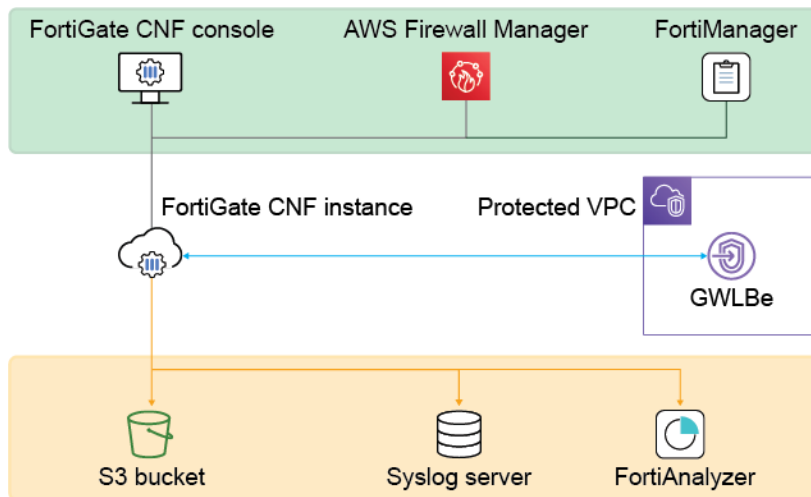 FortiGate CNF console
AWS Firewall Manager
FortiManager
FortiGate CNF instance
Protected VPC
GWLBe
S3 bucket
Syslog server
FortiAnalyzer